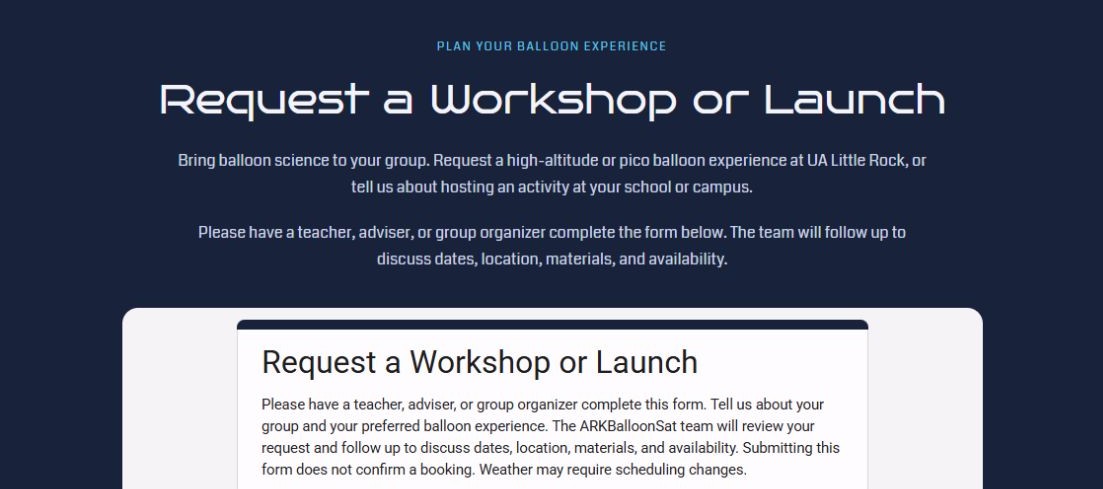 PLAN YOUR BALLOON EXPERIENCE
Request a Workshop or Launch
Bring balloon science to your group. Request a high-altitude or pico balloon experience at UA Little Rock, or
tell us about hosting an activity at your school or campus.
Please have a teacher, adviser, or group organizer complete the form below. The team will follow up to
discuss dates, location, materials, and availability.
Request a Workshop or Launch
Please have a teacher, adviser, or group organizer complete this form. Tell us about your
group and your preferred balloon experience. The ARKBalloonSat team will review your
request and follow up to discuss dates, location, materials, and availability. Submitting this
form does not confirm a booking. Weather may require scheduling changes.